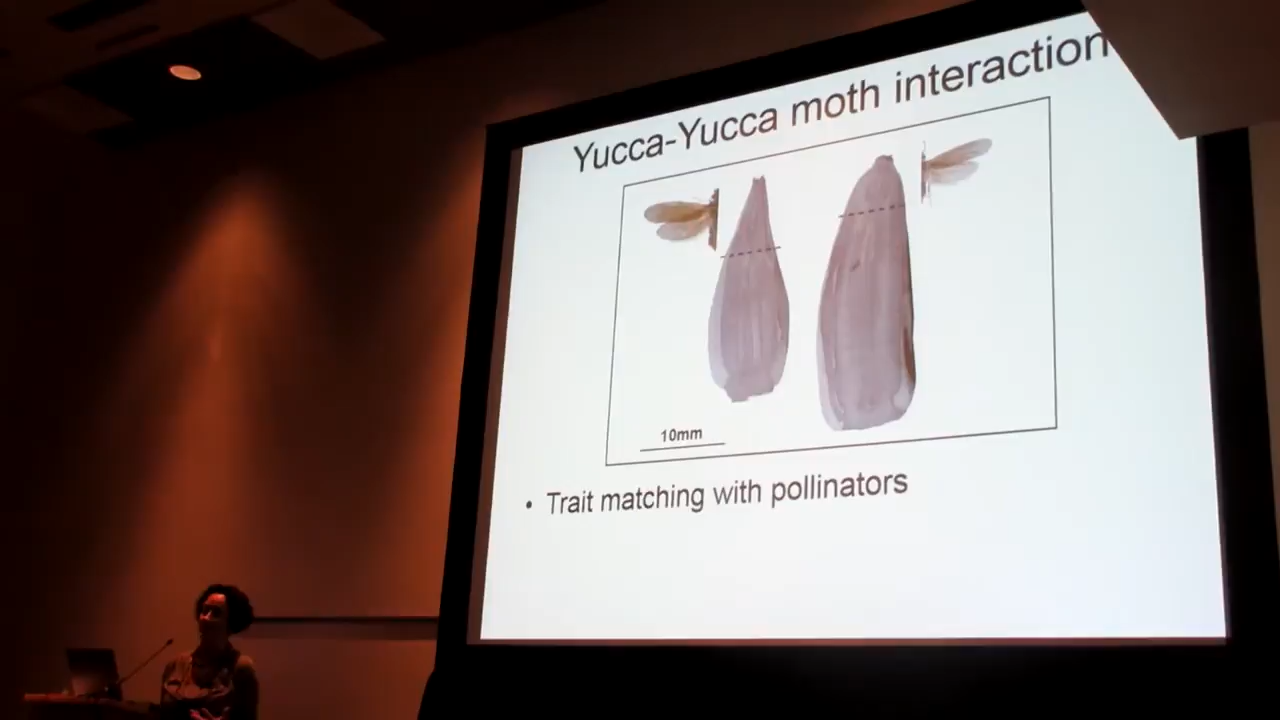 Yucca-Yucca moth interaction
10mm
• Trait matching with pollinators